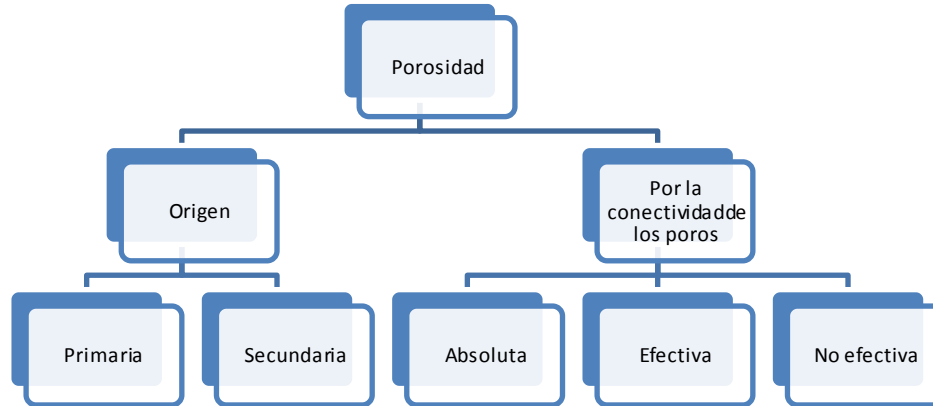 Porosidad
Origen
Por la
conectividadde
los poros
Primaria
Secundaria
Absoluta
Efectiva
No efectiva